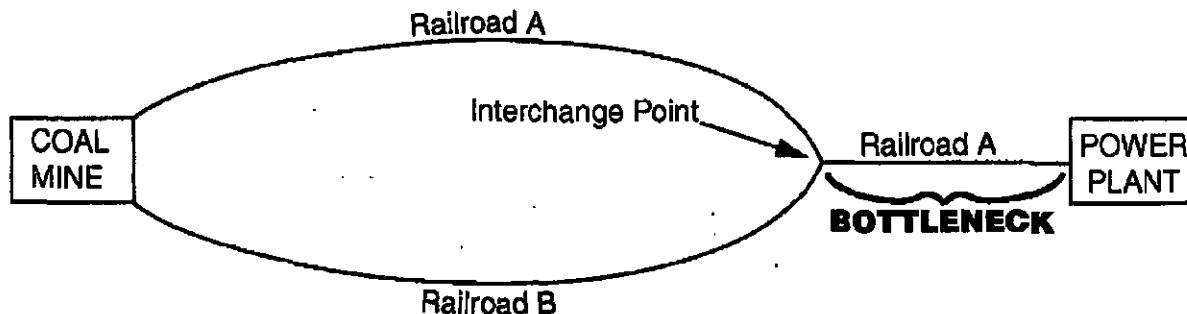 Railroad A
COAL
MINE
Interchange Point
Railroad A
POWER
PLANT
BOTTLENECK
Railroad B